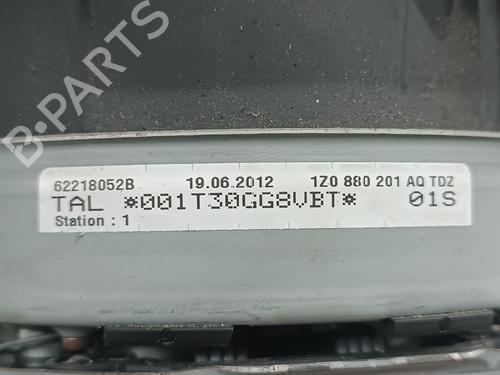 B-PARTS
62218052B 19.06.2012 1Z0 880 201 AQ TDZ
TAL *001T30GG8VBT* 01S
Station : 1